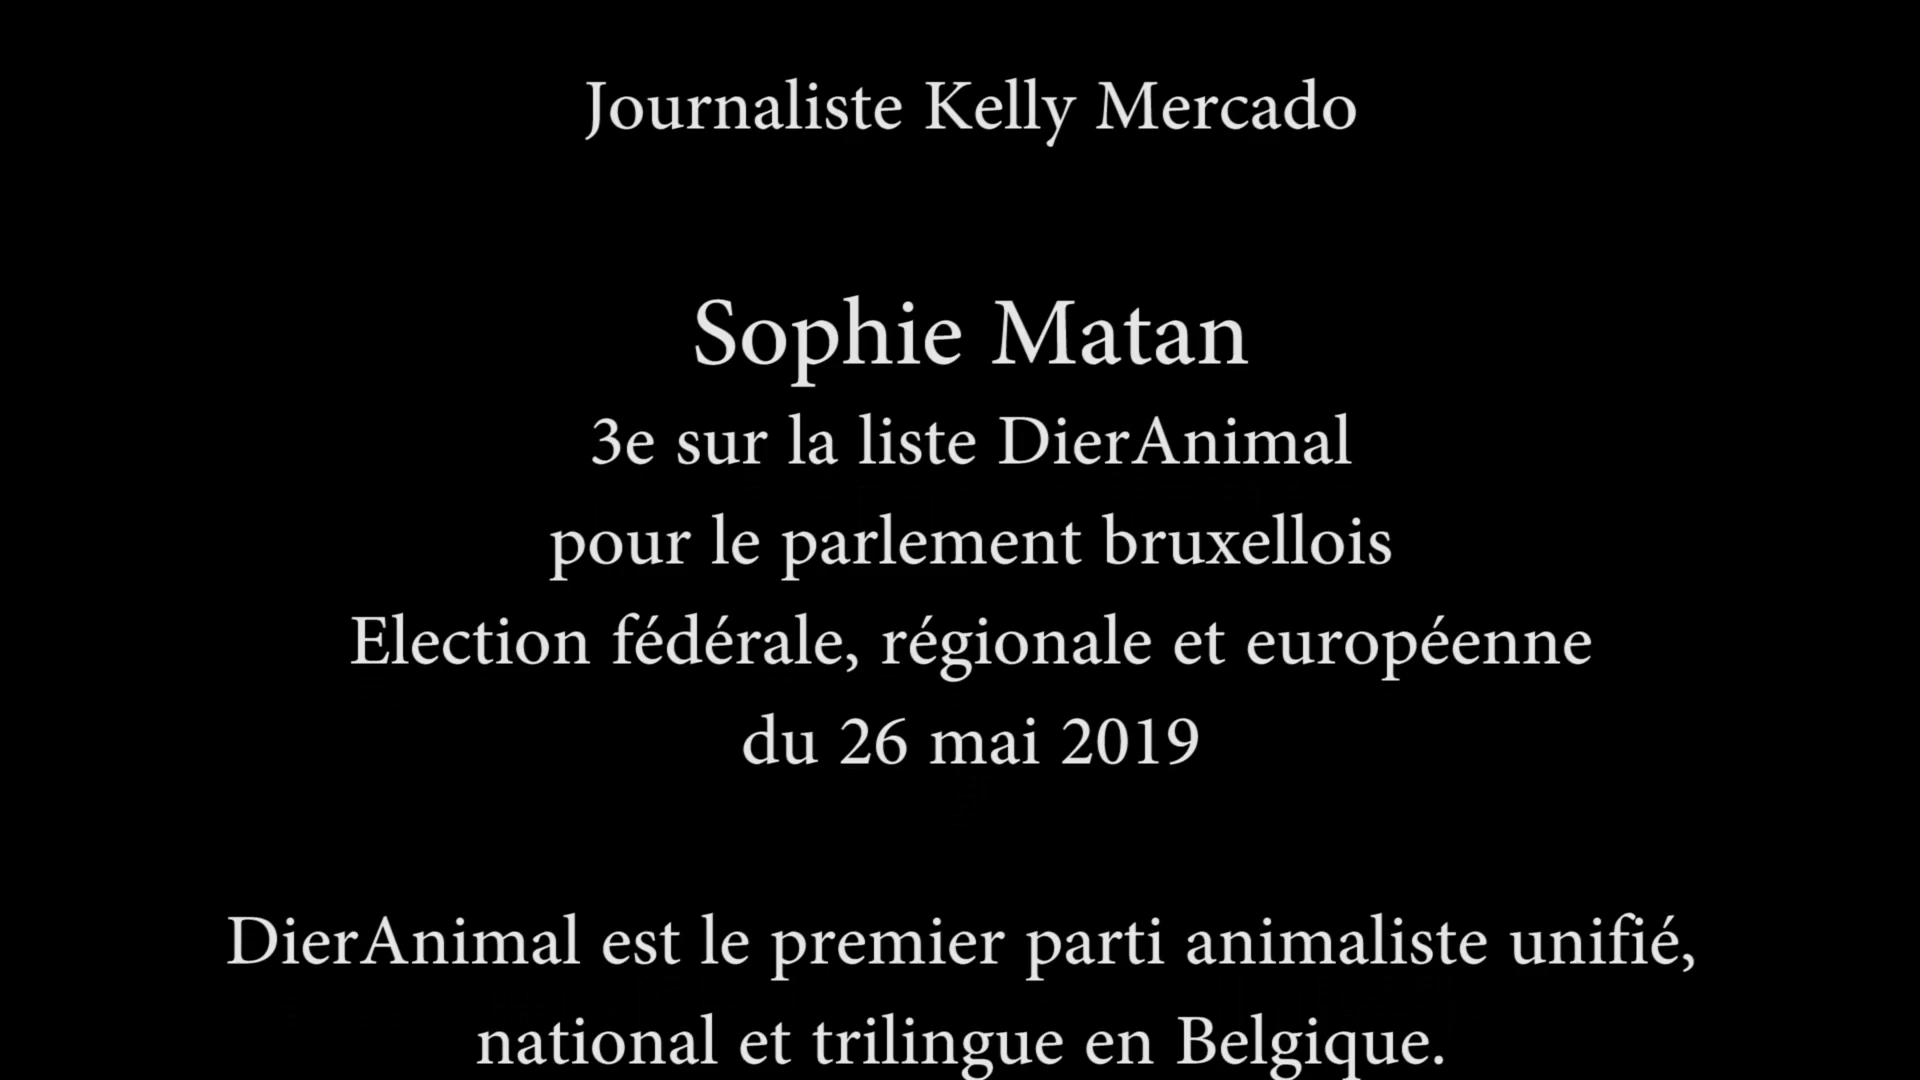 Journaliste Kelly Mercado
Sophie Matan
3e sur la liste DierAnimal
pour le parlement bruxellois
Election fédérale, régionale et européenne
du 26 mai 2019
DierAnimal est le premier parti animaliste unifié,
national et trilingue en Belgique.